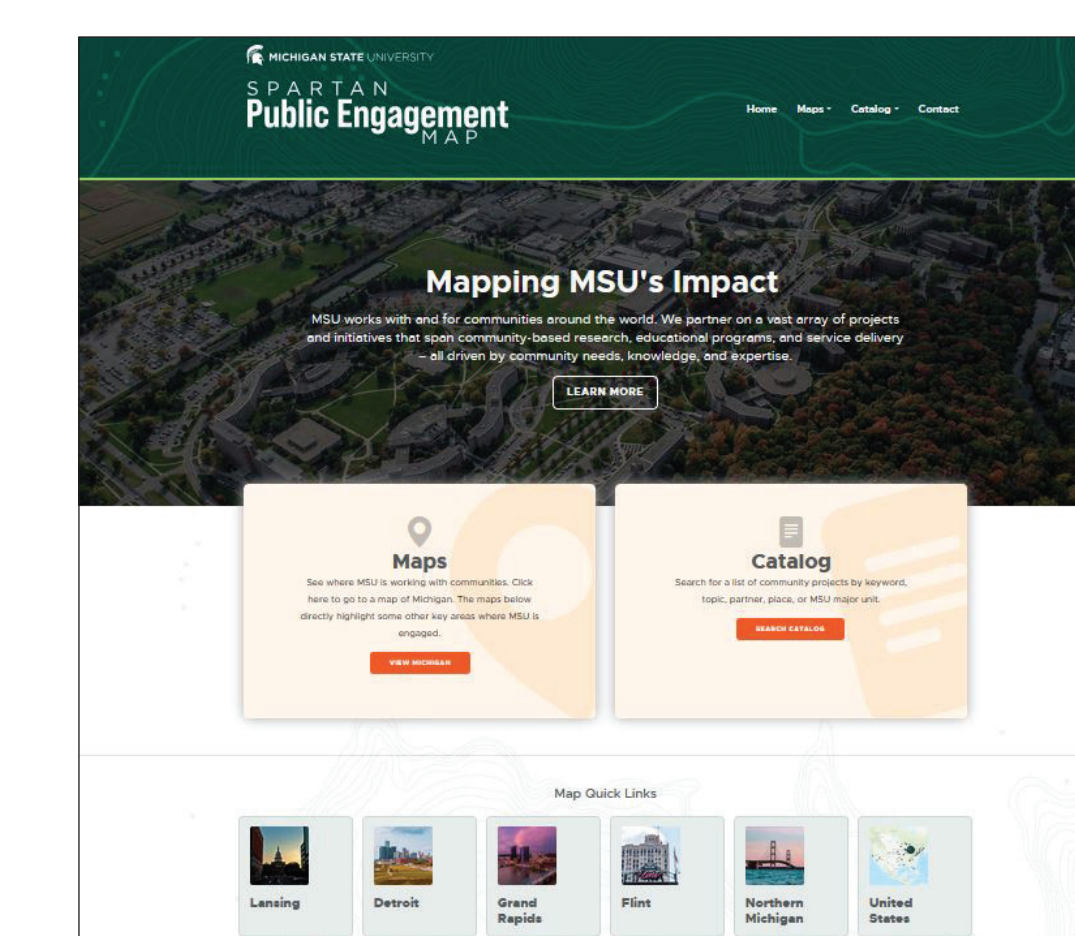 MICHIGAN STATE UNIVERSITY
SPARTAN
Public Engagement
MAP
Home Maps Catalog Contact
Mapping MSU's Impact
MSU works with and for communities around the world. We partner on a vast array of projects
and initiatives that span community-based research, educational programs, and service delivery
– all driven by community needs, knowledge, and expertise.
LEARN MORE
Maps
See where MSU is working with communities. Click
here to go to a map of Michigan. The maps below
directly highlight some other key areas where MSU is
engaged.
VIEW MICHIGAN
Catalog
Search for a list of community projects by keyword,
topic, partner, place, or MSU major unit.
SEARCH CATALOG
Map Quick Links
Lansing
Detroit
Grand
Rapids
Flint
Northern
Michigan
United
States